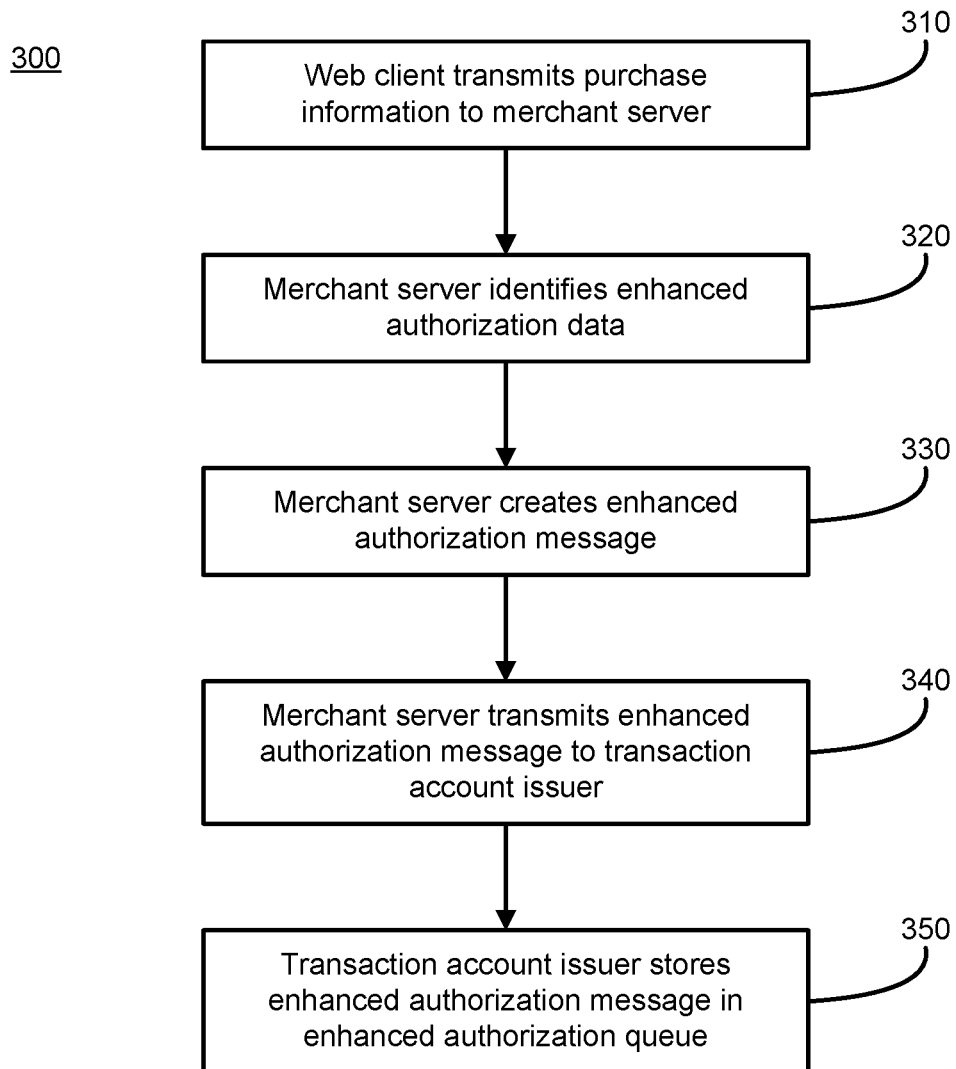 300
310
Web client transmits purchase
information to merchant server
320
Merchant server identifies enhanced
authorization data
330
Merchant server creates enhanced
authorization message
340
Merchant server transmits enhanced
authorization message to transaction
account issuer
350
Transaction account issuer stores
enhanced authorization message in
enhanced authorization queue